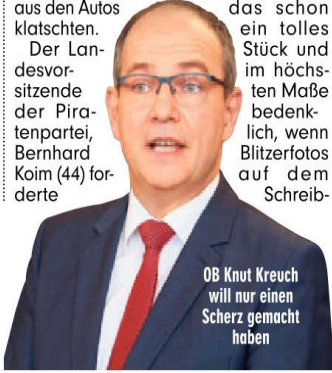 aus den Autos
klatschten.
Der Lan-
desvor-
sitzende
der Pira-
tenpartei,
Bernhard
Koim (44) for-
derte
das schon
ein tolles
Stück und
im höchs-
ten Maße
bedenk-
lich, wenn
Blitzerfotos
auf dem
Schreib-
OB Knut Kreuch
will nur einen
Scherz gemacht
haben